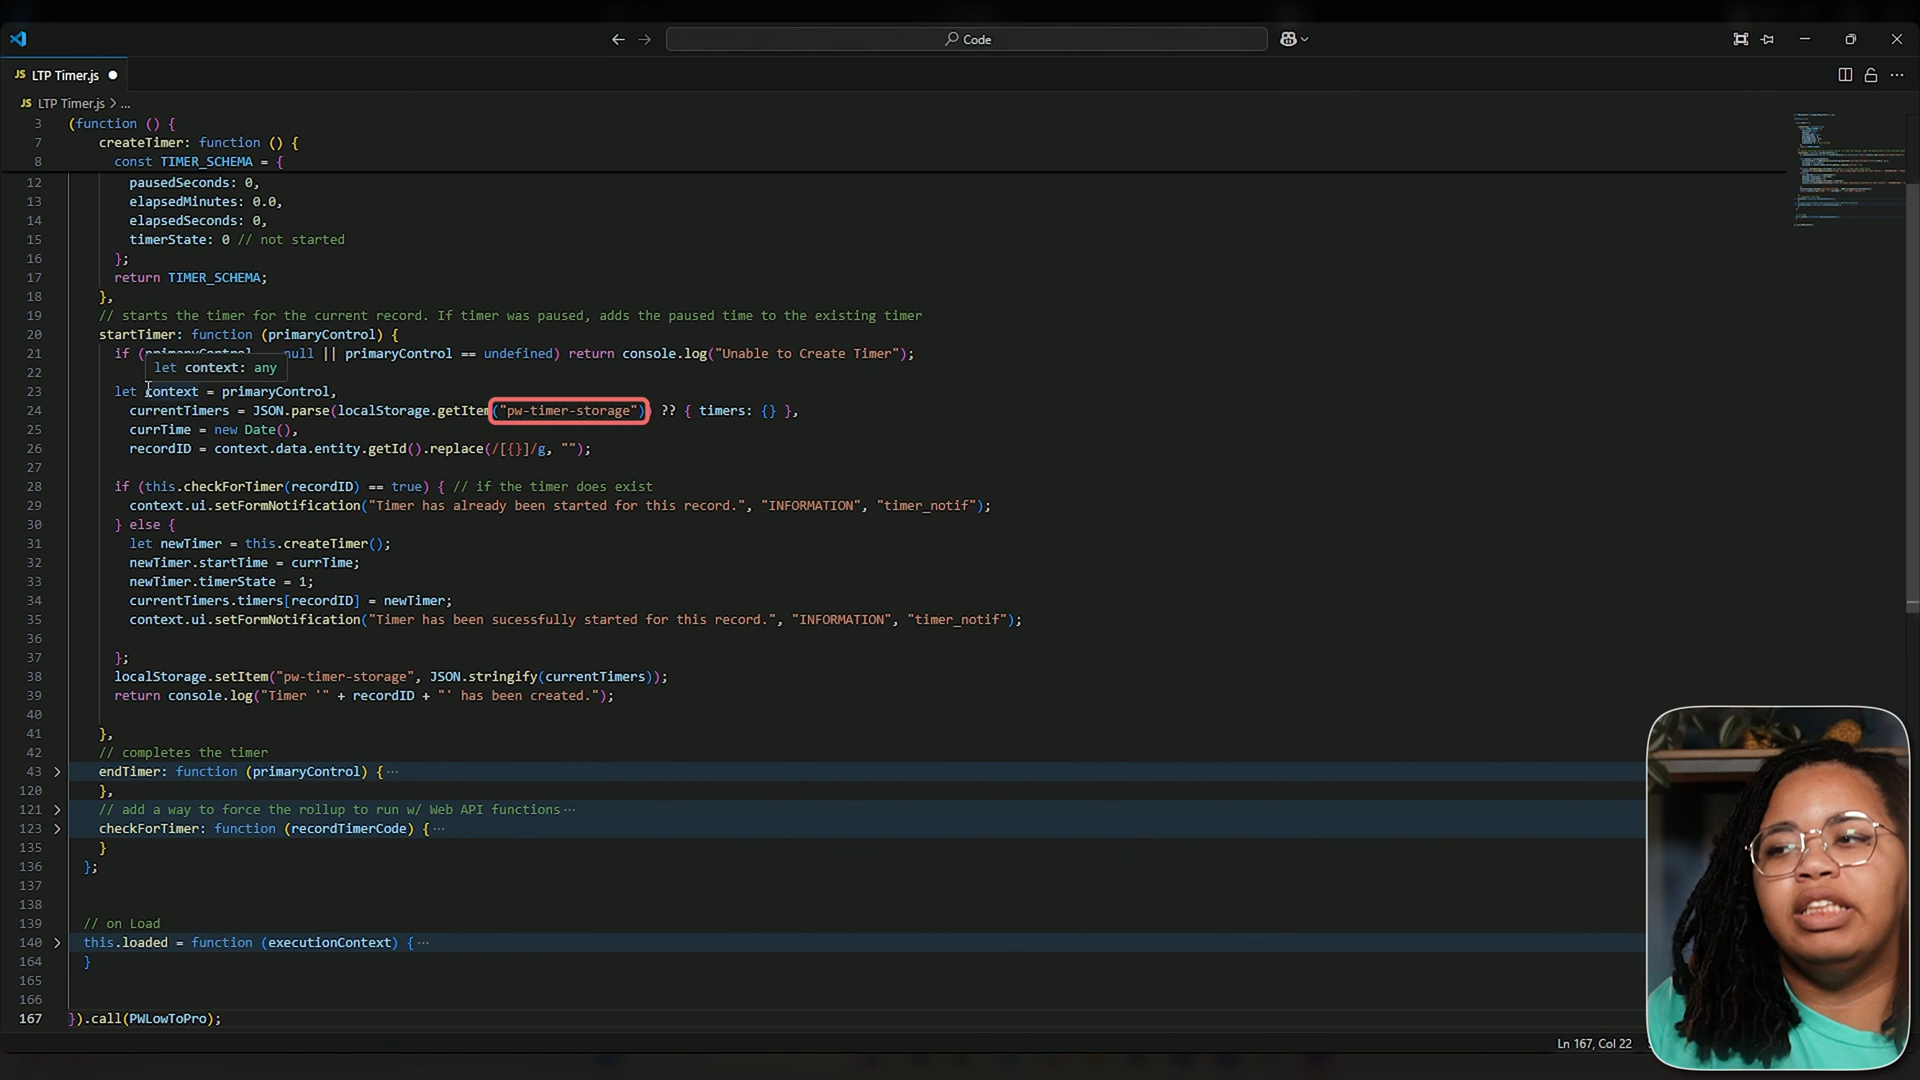 Code
JS LTP Timer.js
JS LTP Timer.js > ...
3 (function () {
7 createTimer: function () {
8 const TIMER_SCHEMA = {
12 pausedSeconds: 0,
13 elapsedMinutes: 0.0,
14 elapsedSeconds: 0,
15 timerState: 0 // not started
16 };
17 return TIMER_SCHEMA;
18 },
19 // starts the timer for the current record. If timer was paused, adds the paused time to the existing timer
20 startTimer: function (primaryControl) {
21 if (primaryControl null || primaryControl == undefined) return console.log("Unable to Create Timer");
let context: any
22
23 let context = primaryControl,
24 currentTimers = JSON.parse(localStorage.getItem("pw-timer-storage") ?? { timers: {} },
25 currTime = new Date(),
26 recordID = context.data.entity.getId().replace(/[{}]/g, "");
27
28 if (this.checkForTimer(recordID) == true) { // if the timer does exist
29 context.ui.setFormNotification("Timer has already been started for this record.", "INFORMATION", "timer_notif");
30 } else {
31 let newTimer = this.createTimer();
32 newTimer.startTime = currTime;
33 newTimer.timerState = 1;
34 currentTimers.timers[recordID] = newTimer;
35 context.ui.setFormNotification("Timer has been sucessfully started for this record.", "INFORMATION", "timer_notif");
36
37 };
38 localStorage.setItem("pw-timer-storage", JSON.stringify(currentTimers));
39 return console.log("Timer '" + recordID + "' has been created.");
40
41 },
42 // completes the timer
43 endTimer: function (primaryControl) { ...
120 },
121 // add a way to force the rollup to run w/ Web API functions ...
123 checkForTimer: function (recordTimerCode) { ...
135 }
136 };
137
138
139 // on Load
140 this.loaded = function (executionContext) { ...
164 }
165
166
167 }).call(PWLowToPro);
Ln 167, Col 22